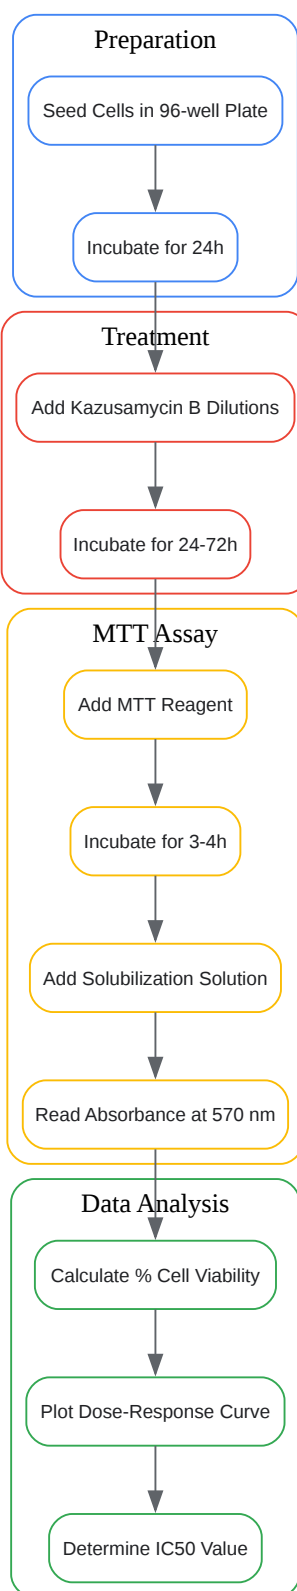 Preparation
Seed Cells in 96-well Plate
Incubate for 24h
Treatment
Add Kazusamycin B Dilutions
Incubate for 24-72h
MTT Assay
Add MTT Reagent
Incubate for 3-4h
Add Solubilization Solution
Read Absorbance at 570 nm
Data Analysis
Calculate % Cell Viability
Plot Dose-Response Curve
Determine IC50 Value